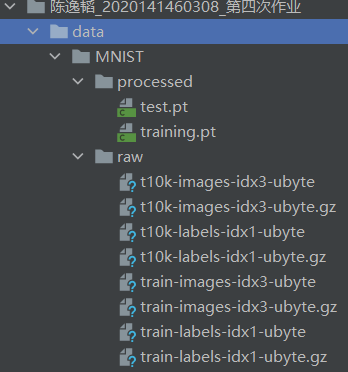 陈逸韬_2020141460308_第四次作业
data
MNIST
processed
test.pt
training.pt
raw
t10k-images-idx3-ubyte
t10k-images-idx3-ubyte.gz
t10k-labels-idx1-ubyte
t10k-labels-idx1-ubyte.gz
train-images-idx3-ubyte
train-images-idx3-ubyte.gz
train-labels-idx1-ubyte
train-labels-idx1-ubyte.gz